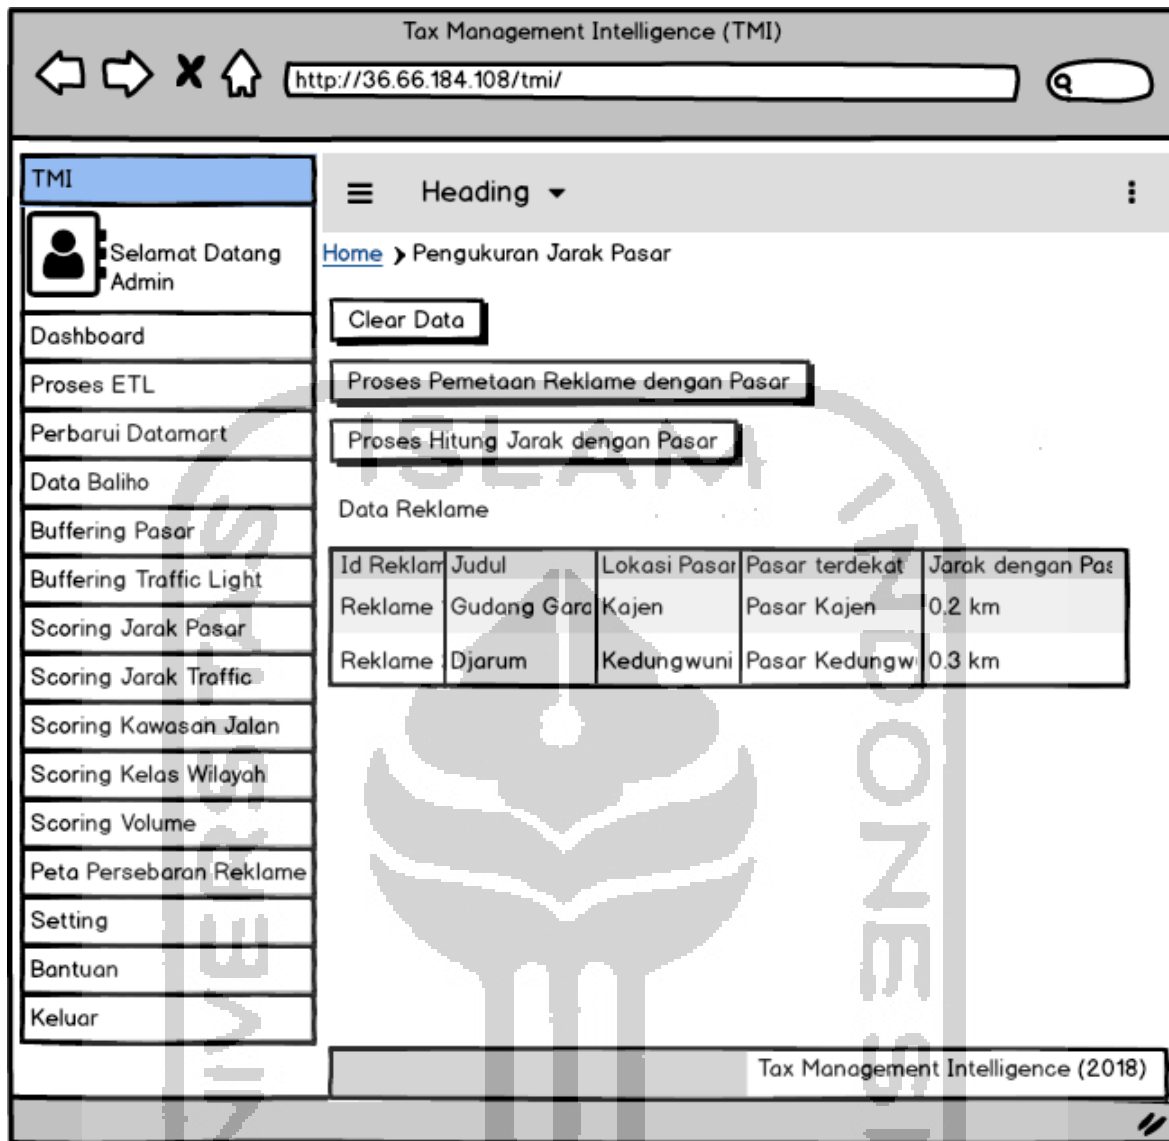 Tax Management Intelligence (TMI)
http://36.66.184.108/tmi/
TMI
Selamat Datang
Admin
Dashboard
Proses ETL
Perbarui Datamart
Data Baliho
Buffering Pasar
Buffering Traffic Light
Scoring Jarak Pasar
Scoring Jarak Traffic
Scoring Kawasan Jalan
Scoring Kelas Wilayah
Scoring Volume
Peta Persebaran Reklame
Setting
Bantuan
Keluar
Heading
Home Pengukuran Jarak Pasar
Clear Data
Proses Pemetaan Reklame dengan Pasar
Proses Hitung Jarak dengan Pasar
Data Reklame
Id Reklam Judul Lokasi Pasar Pasar terdekat Jarak dengan Pas
Reklame Gudang Gara Kajen Pasar Kajen 0.2 km
Reklame Djarum Kedungwuni Pasar Kedungw 0.3 km
Tax Management Intelligence (2018)
ISLAM
NIVERSITAS
INDONES